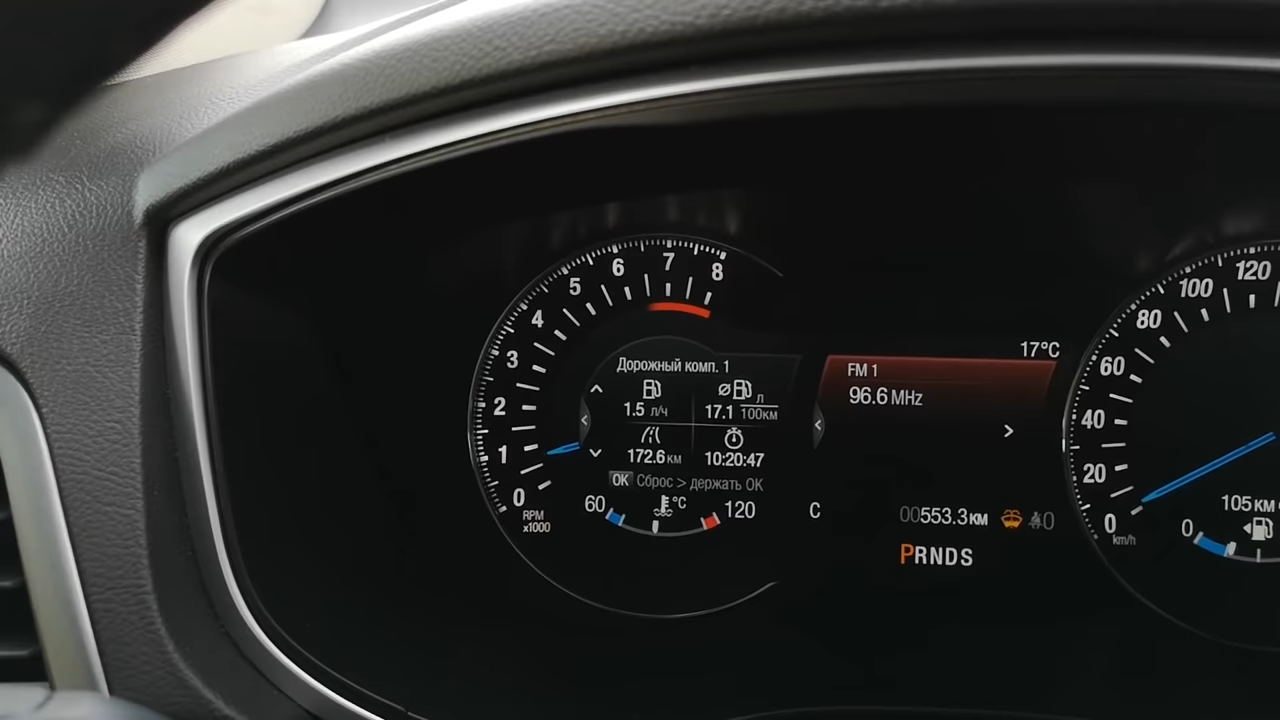 8
7
6
5
4
3
2
1
0
RPM
x1000
Дорожный комп. 1
1.5 л/ч
⌀ 17.1 л
100км
172.6 км
10:20:47
OK Сброс > держать OK
60
°C
120
C
17°C
FM 1
96.6 MHz
00553.3км
0
PRNDS
120
100
80
60
40
20
0
km/h
105 км
0